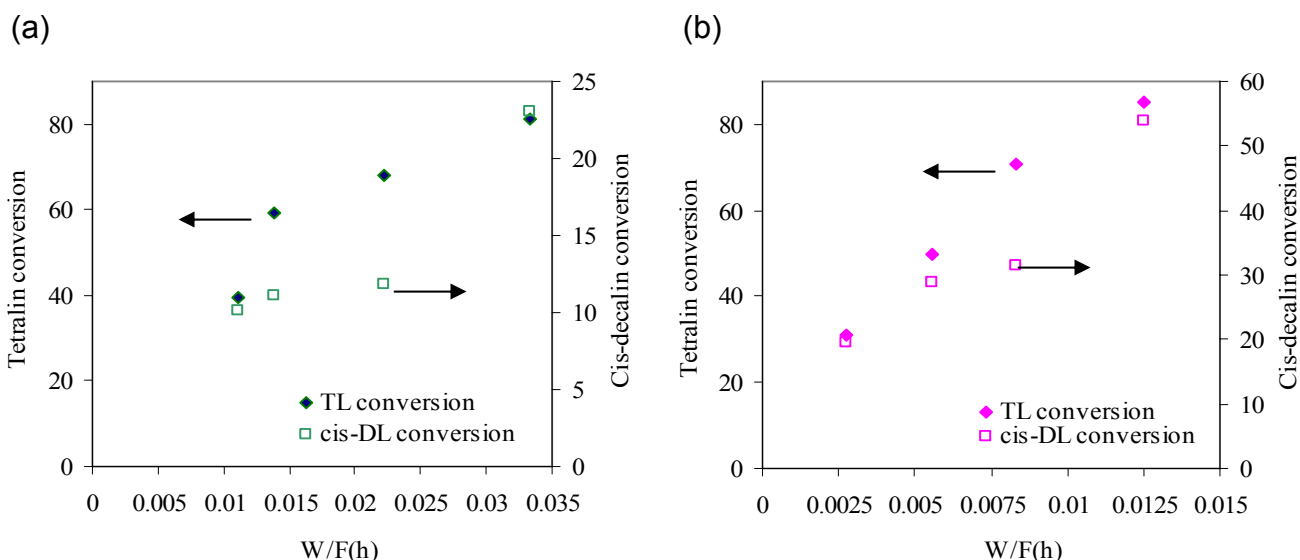 (a)
25
80
20
60
15
40
10
20
5
0
0
Tetralin conversion
Cis-decalin conversion
TL conversion
cis-DL conversion
0 0.005 0.01 0.015 0.02 0.025 0.03 0.035
W/F(h)
(b)
60
80
50
60
40
30
40
20
20
10
0
0
Tetralin conversion
Cis-decalin conversion
TL conversion
cis-DL conversion
0 0.0025 0.005 0.0075 0.01 0.0125 0.015
W/F(h)